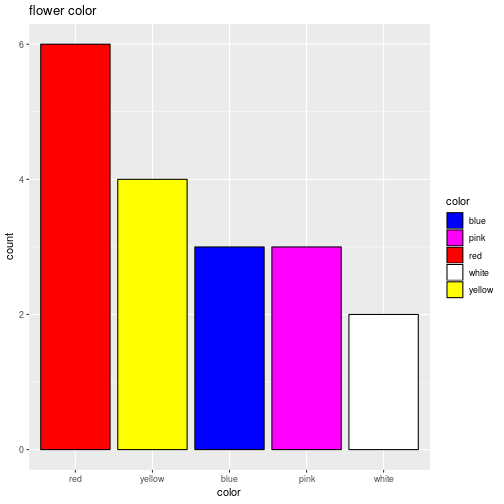 flower color
count
6
4
2
0
red
yellow
blue
pink
white
color
color
blue
pink
red
white
yellow